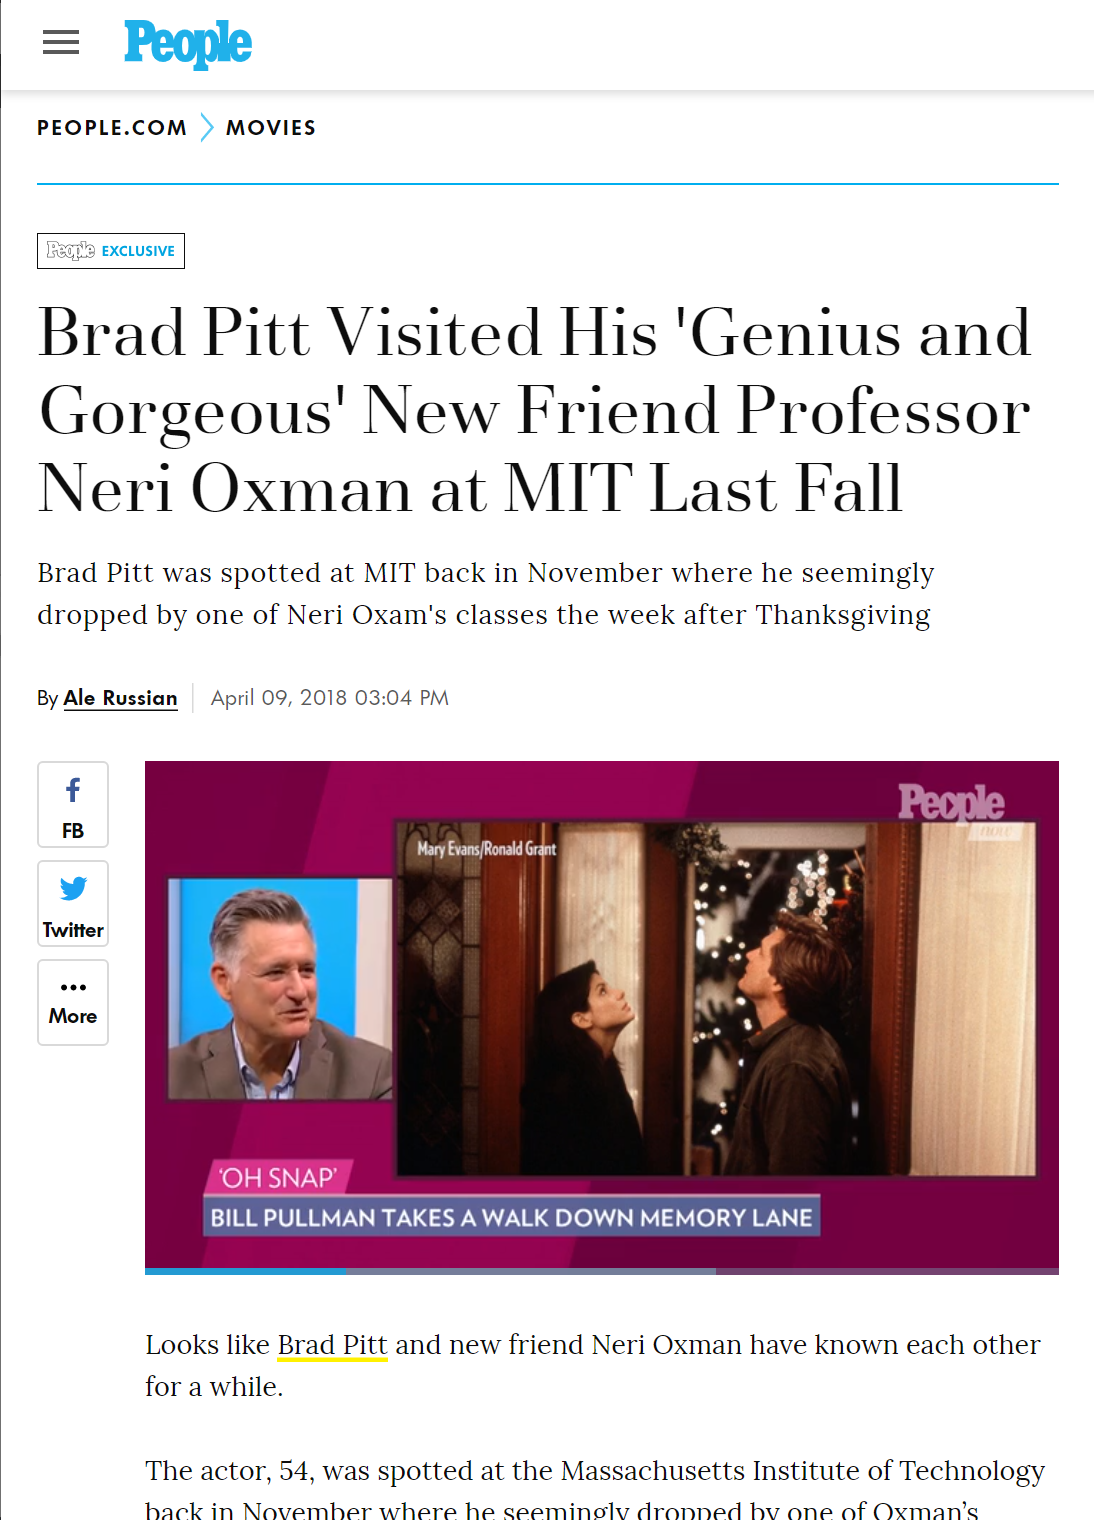 People
PEOPLE.COM > MOVIES
People EXCLUSIVE
Brad Pitt Visited His 'Genius and
Gorgeous' New Friend Professor
Neri Oxman at MIT Last Fall
Brad Pitt was spotted at MIT back in November where he seemingly
dropped by one of Neri Oxam's classes the week after Thanksgiving
By Ale Russian | April 09, 2018 03:04 PM
FB
Twitter
More
People
now
Mary Evans/Ronald Grant
'OH SNAP'
BILL PULLMAN TAKES A WALK DOWN MEMORY LANE
Looks like Brad Pitt and new friend Neri Oxman have known each other
for a while.
The actor, 54, was spotted at the Massachusetts Institute of Technology
back in November where he seemingly dropped by one of Oxman's